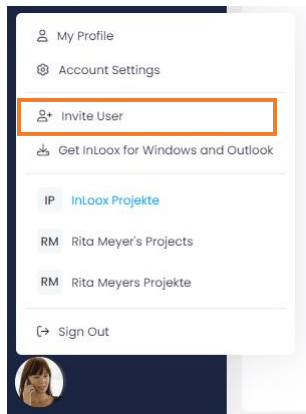 My Profile
Account Settings
Invite User
Get InLoox for Windows and Outlook
IP InLoox Projekte
RM Rita Meyer's Projects
RM Rita Meyers Projekte
Sign Out